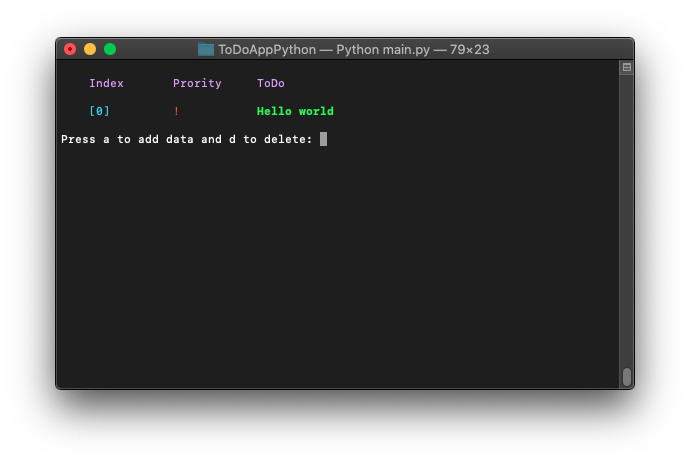 ToDoAppPython — Python main.py — 79×23
Index Prority ToDo
[0] ! Hello world
Press a to add data and d to delete: